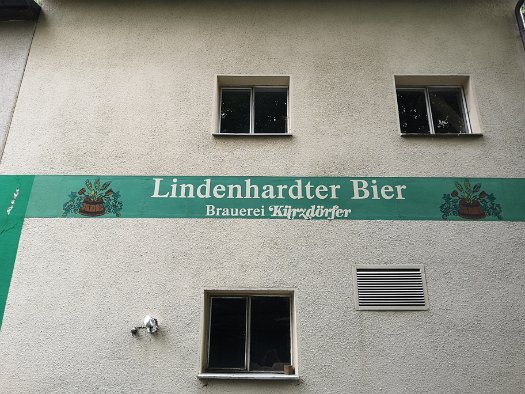 Lindenhardter Bier
Brauerei Kürzdörfer